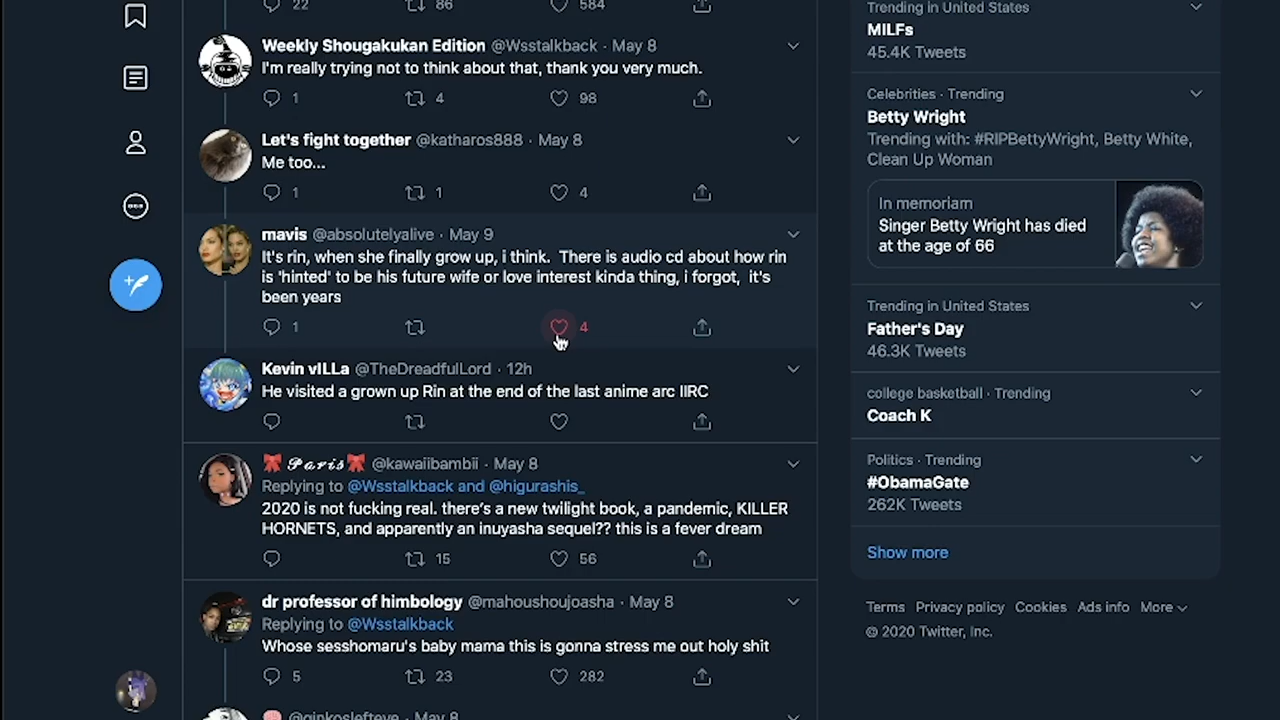 22 86 584
Weekly Shougakukan Edition @Wsstalkback · May 8
I'm really trying not to think about that, thank you very much.
1 4 98
Let's fight together @katharos888 · May 8
Me too...
1 1 4
mavis @absolutelyalive · May 9
It's rin, when she finally grow up, i think. There is audio cd about how rin
is 'hinted' to be his future wife or love interest kinda thing, i forgot, it's
been years
1 4
Kevin vILLa @TheDreadfulLord · 12h
He visited a grown up Rin at the end of the last anime arc IIRC
🎀 𝓟𝓪𝓻𝓲𝓼🎀 @kawaiibambii · May 8
Replying to @Wsstalkback and @higurashis_
2020 is not fucking real. there's a new twilight book, a pandemic, KILLER
HORNETS, and apparently an inuyasha sequel?? this is a fever dream
15 56
dr professor of himbology @mahoushoujoasha · May 8
Replying to @Wsstalkback
Whose sesshomaru's baby mama this is gonna stress me out holy shit
5 23 282
@ginkoslefteye · May 8
Trending in United States
MILFs
45.4K Tweets
Celebrities · Trending
Betty Wright
Trending with: #RIPBettyWright, Betty White,
Clean Up Woman
In memoriam
Singer Betty Wright has died
at the age of 66
Trending in United States
Father's Day
46.3K Tweets
college basketball · Trending
Coach K
Politics · Trending
#ObamaGate
262K Tweets
Show more
Terms Privacy policy Cookies Ads info More
© 2020 Twitter, Inc.